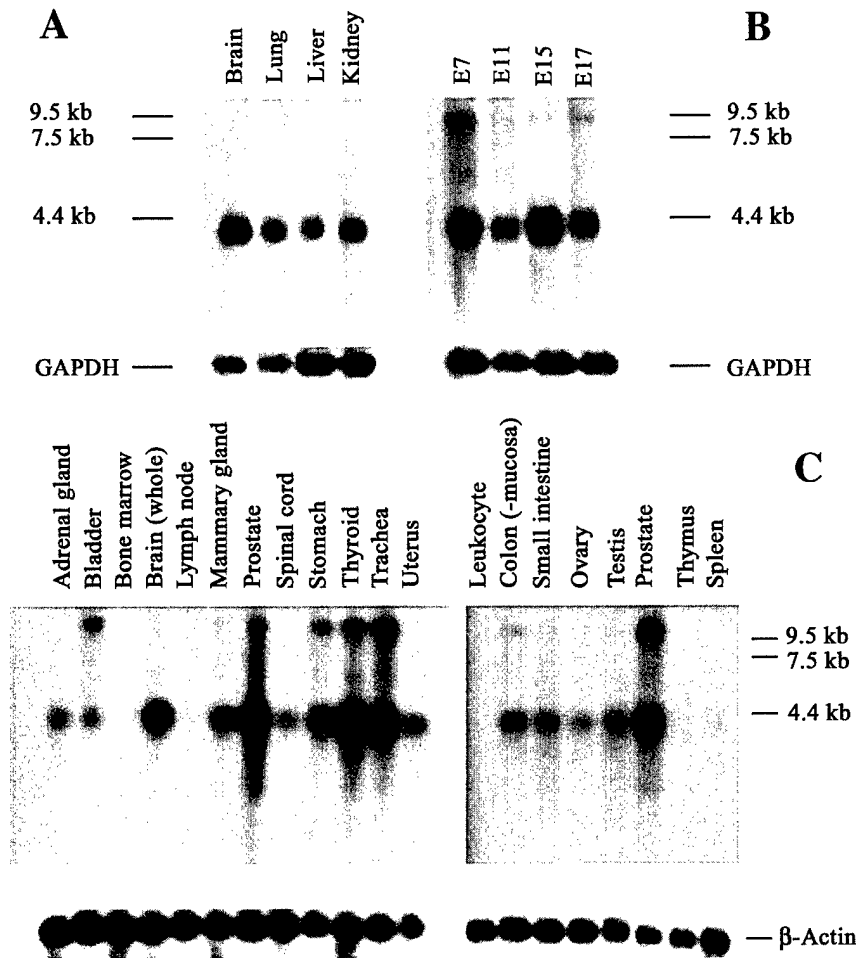 A
Brain
Lung
Liver
Kidney
B
E7
E11
E15
E17
9.5 kb
7.5 kb
4.4 kb
GAPDH
9.5 kb
7.5 kb
4.4 kb
GAPDH
C
Adrenal gland
Bladder
Bone marrow
Brain (whole)
Lymph node
Mammary gland
Prostate
Spinal cord
Stomach
Thyroid
Trachea
Uterus
Leukocyte
Colon (-mucosa)
Small intestine
Ovary
Testis
Prostate
Thymus
Spleen
9.5 kb
7.5 kb
4.4 kb
β-Actin